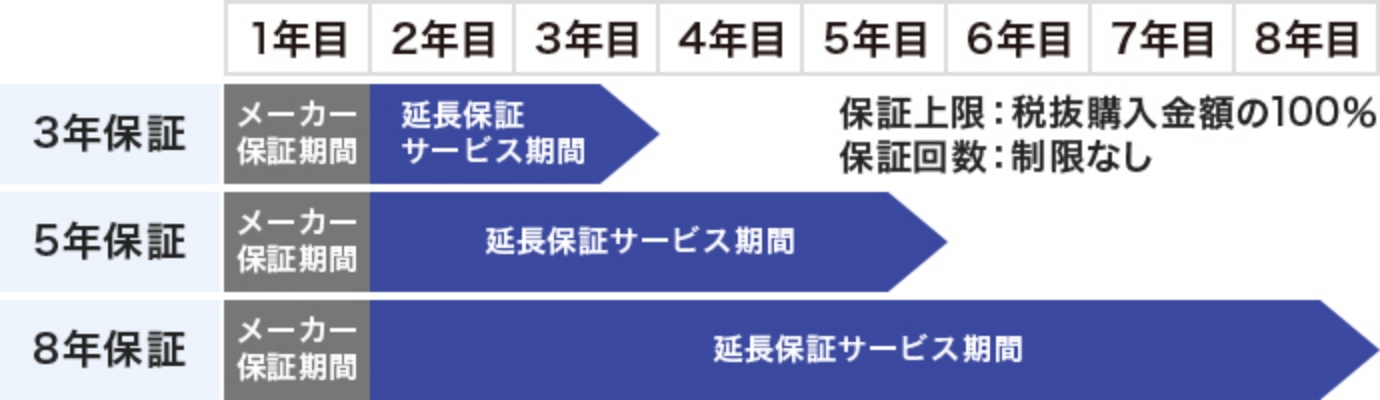 1年目 2年目 3年目 4年目 5年目 6年目 7年目 8年目
3年保証
メーカー
保証期間
延長保証
サービス期間
保証上限：税抜購入金額の100%
保証回数：制限なし
5年保証
メーカー
保証期間
延長保証サービス期間
8年保証
メーカー
保証期間
延長保証サービス期間